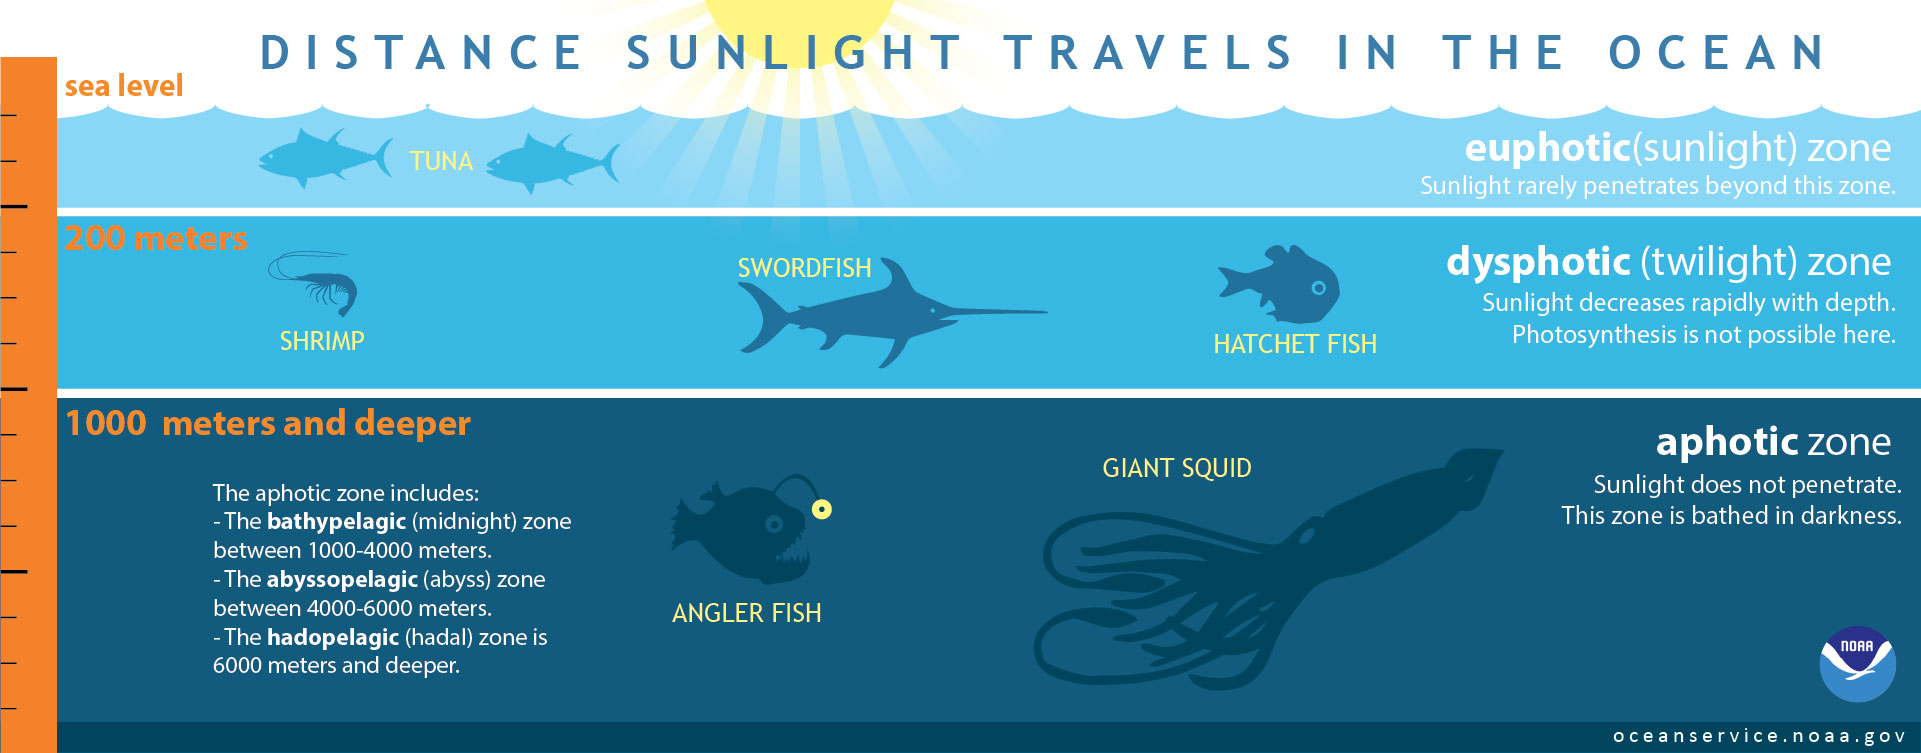 DISTANCE SUNLIGHT TRAVELS IN THE OCEAN
sea level
TUNA
euphotic(sunlight) zone
Sunlight rarely penetrates beyond this zone.
200 meters
SHRIMP
SWORDFISH
HATCHET FISH
dysphotic (twilight) zone
Sunlight decreases rapidly with depth.
Photosynthesis is not possible here.
1000 meters and deeper
The aphotic zone includes:
- The bathypelagic (midnight) zone
between 1000-4000 meters.
- The abyssopelagic (abyss) zone
between 4000-6000 meters.
- The hadopelagic (hadal) zone is
6000 meters and deeper.
ANGLER FISH
GIANT SQUID
aphotic zone
Sunlight does not penetrate.
This zone is bathed in darkness.
NOAA
oceanservice.noaa.gov